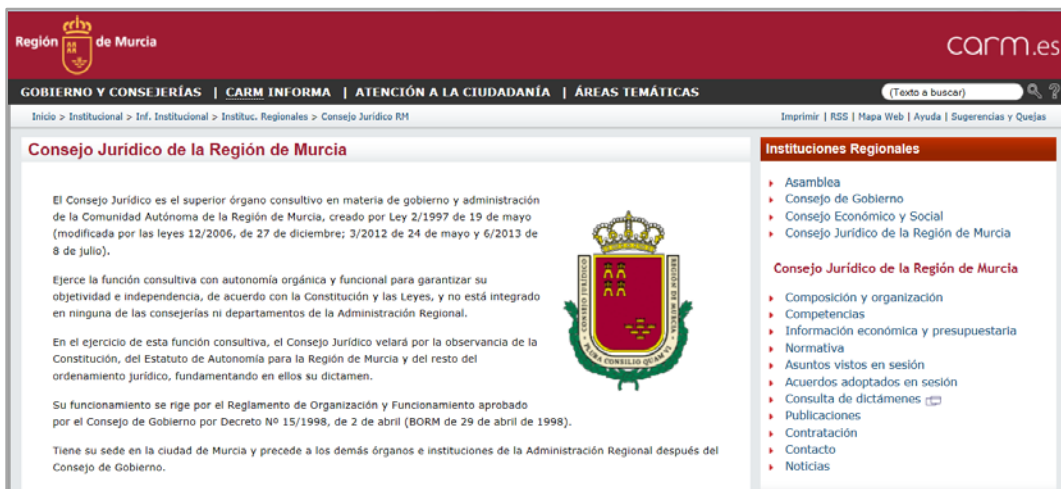 Región de Murcia
carm.es
GOBIERNO Y CONSEJERÍAS | CARM INFORMA | ATENCIÓN A LA CIUDADANÍA | ÁREAS TEMÁTICAS
(Texto a buscar)
?
Inicio > Institucional > Inf. Institucional > Instituc. Regionales > Consejo Jurídico RM
Imprimir | RSS | Mapa Web | Ayuda | Sugerencias y Quejas
Consejo Jurídico de la Región de Murcia
El Consejo Jurídico es el superior órgano consultivo en materia de gobierno y administración
de la Comunidad Autónoma de la Región de Murcia, creado por Ley 2/1997 de 19 de mayo
(modificada por las leyes 12/2006, de 27 de diciembre; 3/2012 de 24 de mayo y 6/2013 de
8 de julio).
Ejerce la función consultiva con autonomía orgánica y funcional para garantizar su
objetividad e independencia, de acuerdo con la Constitución y las Leyes, y no está integrado
en ninguna de las consejerías ni departamentos de la Administración Regional.
En el ejercicio de esta función consultiva, el Consejo Jurídico velará por la observancia de la
Constitución, del Estatuto de Autonomía para la Región de Murcia y del resto del
ordenamiento jurídico, fundamentando en ellos su dictamen.
Su funcionamiento se rige por el Reglamento de Organización y Funcionamiento aprobado
por el Consejo de Gobierno por Decreto Nº 15/1998, de 2 de abril (BORM de 29 de abril de 1998).
Tiene su sede en la ciudad de Murcia y precede a los demás órganos e instituciones de la Administración Regional después del
Consejo de Gobierno.
CONSEJO JURIDICO
REGION DE MURCIA
PLURA CONSILIO QUAM VI
Instituciones Regionales
Asamblea
Consejo de Gobierno
Consejo Económico y Social
Consejo Jurídico de la Región de Murcia
Consejo Jurídico de la Región de Murcia
Composición y organización
Competencias
Información económica y presupuestaria
Normativa
Asuntos vistos en sesión
Acuerdos adoptados en sesión
Consulta de dictámenes
Publicaciones
Contratación
Contacto
Noticias